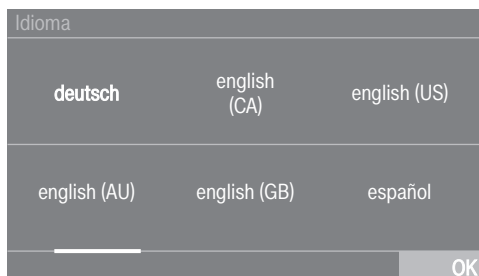 Idioma
deutsch
english
(CA)
english (US)
english (AU)
english (GB)
español
OK